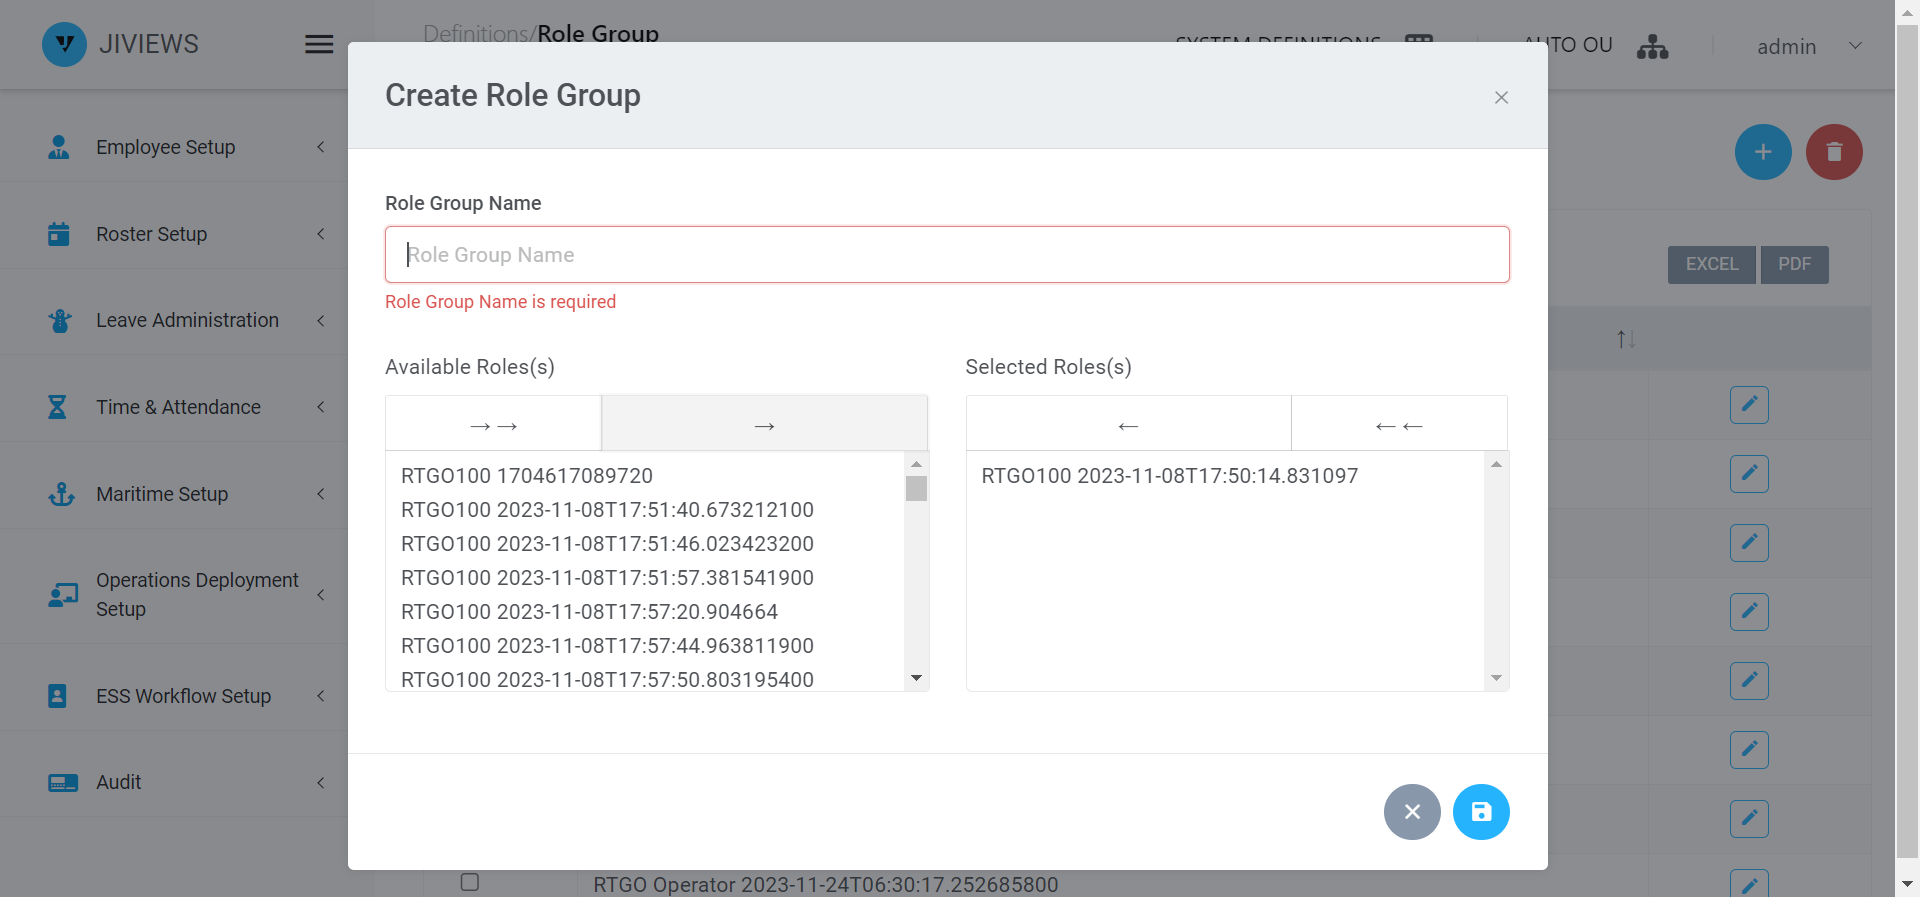 JIVIEWS
Definitions/Role Group
SYSTEM DEFINITIONS
AUTO OU
admin
Employee Setup
Roster Setup
Leave Administration
Time & Attendance
Maritime Setup
Operations Deployment
Setup
ESS Workflow Setup
Audit
Create Role Group
×
Role Group Name
Role Group Name
Role Group Name is required
Available Roles(s)
→→
→
RTGO100 1704617089720
RTGO100 2023-11-08T17:51:40.673212100
RTGO100 2023-11-08T17:51:46.023423200
RTGO100 2023-11-08T17:51:57.381541900
RTGO100 2023-11-08T17:57:20.904664
RTGO100 2023-11-08T17:57:44.963811900
RTGO100 2023-11-08T17:57:50.803195400
Selected Roles(s)
←
←←
RTGO100 2023-11-08T17:50:14.831097
EXCEL
PDF
RTGO Operator 2023-11-24T06:30:17.252685800